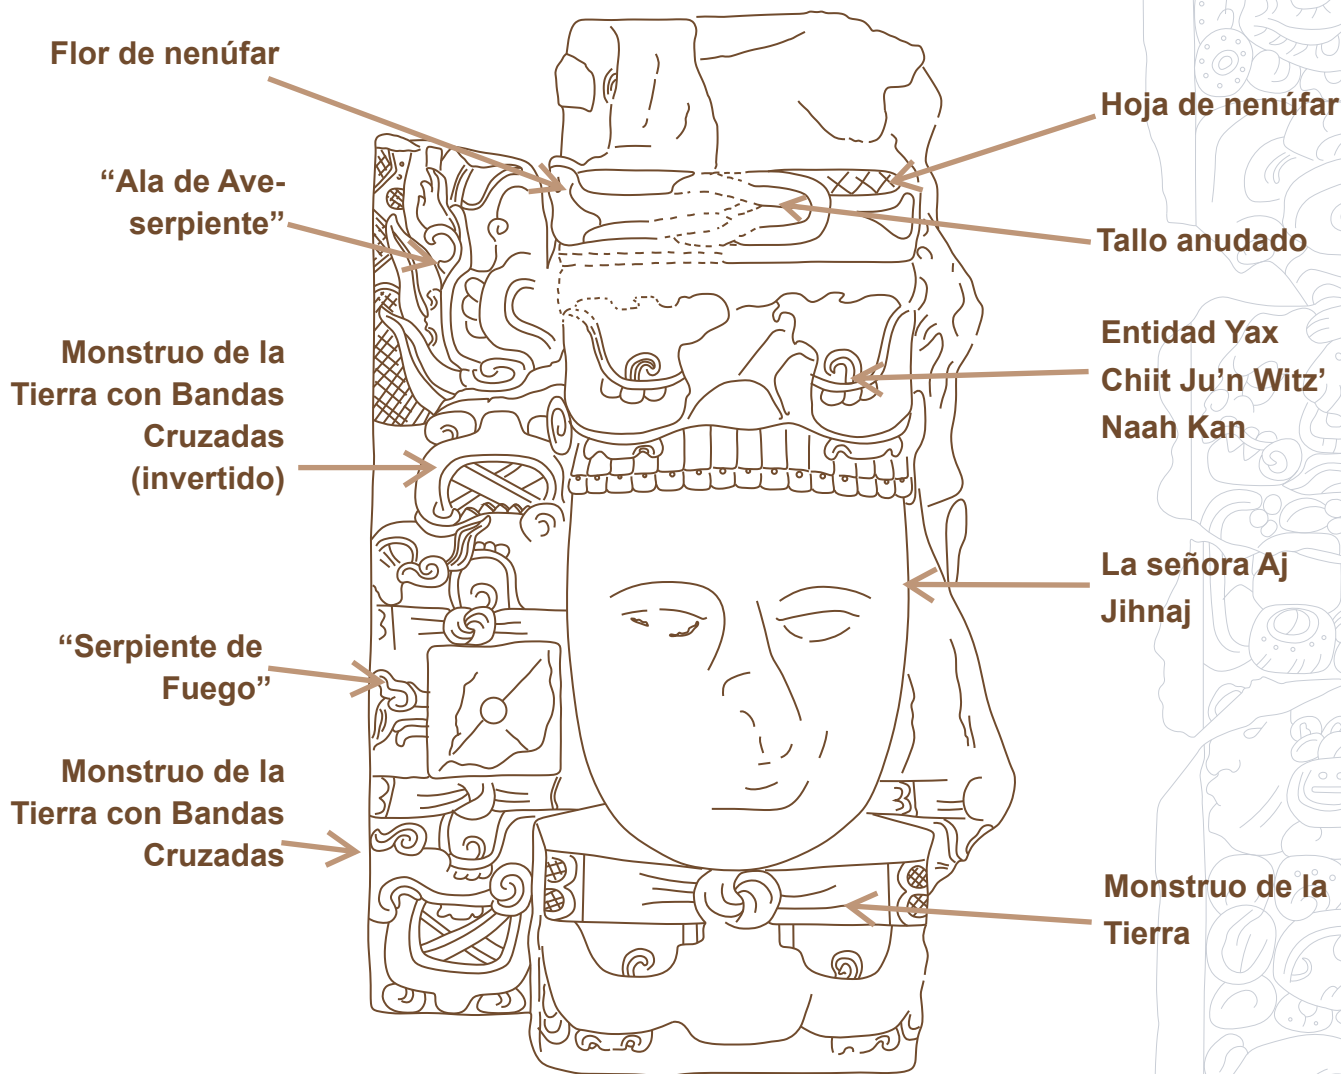 Flor de nenúfar
“Ala de Ave-
serpiente”
Monstruo de la
Tierra con Bandas
Cruzadas
(invertido)
“Serpiente de
Fuego”
Monstruo de la
Tierra con Bandas
Cruzadas
Hoja de nenúfar
Tallo anudado
Entidad Yax
Chiit Ju’n Witz’
Naah Kan
La señora Aj
Jihnaj
Monstruo de la
Tierra